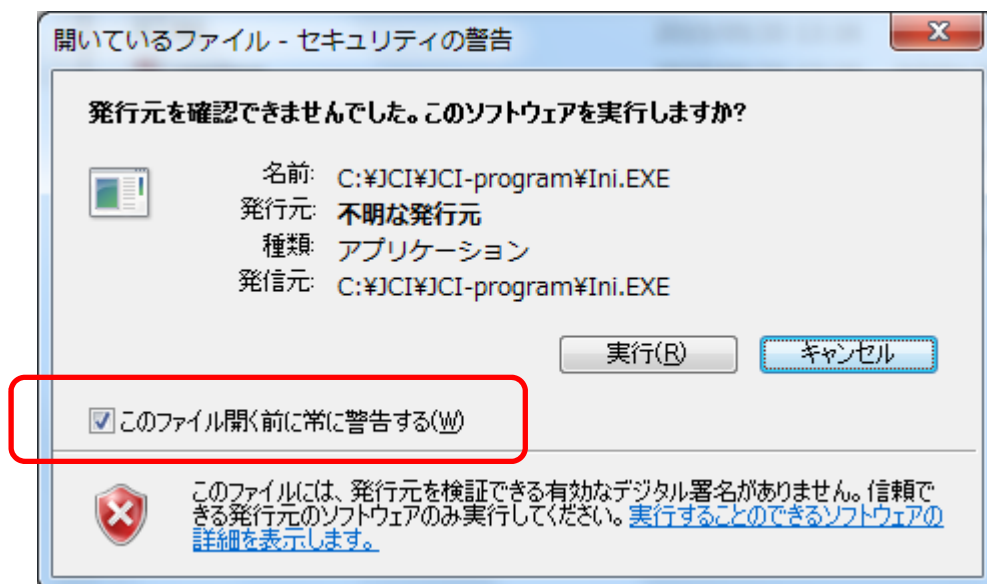 開いているファイル - セキュリティの警告
発行元を確認できませんでした。このソフトウェアを実行しますか?
名前: C:¥JCI¥JCI-program¥Ini.EXE
発行元: 不明な発行元
種類: アプリケーション
発信元: C:¥JCI¥JCI-program¥Ini.EXE
実行(R) キャンセル
このファイル開く前に常に警告する(W)
このファイルには、発行元を検証できる有効なデジタル署名がありません。信頼で
きる発行元のソフトウェアのみ実行してください。実行することのできるソフトウェアの
詳細を表示します。